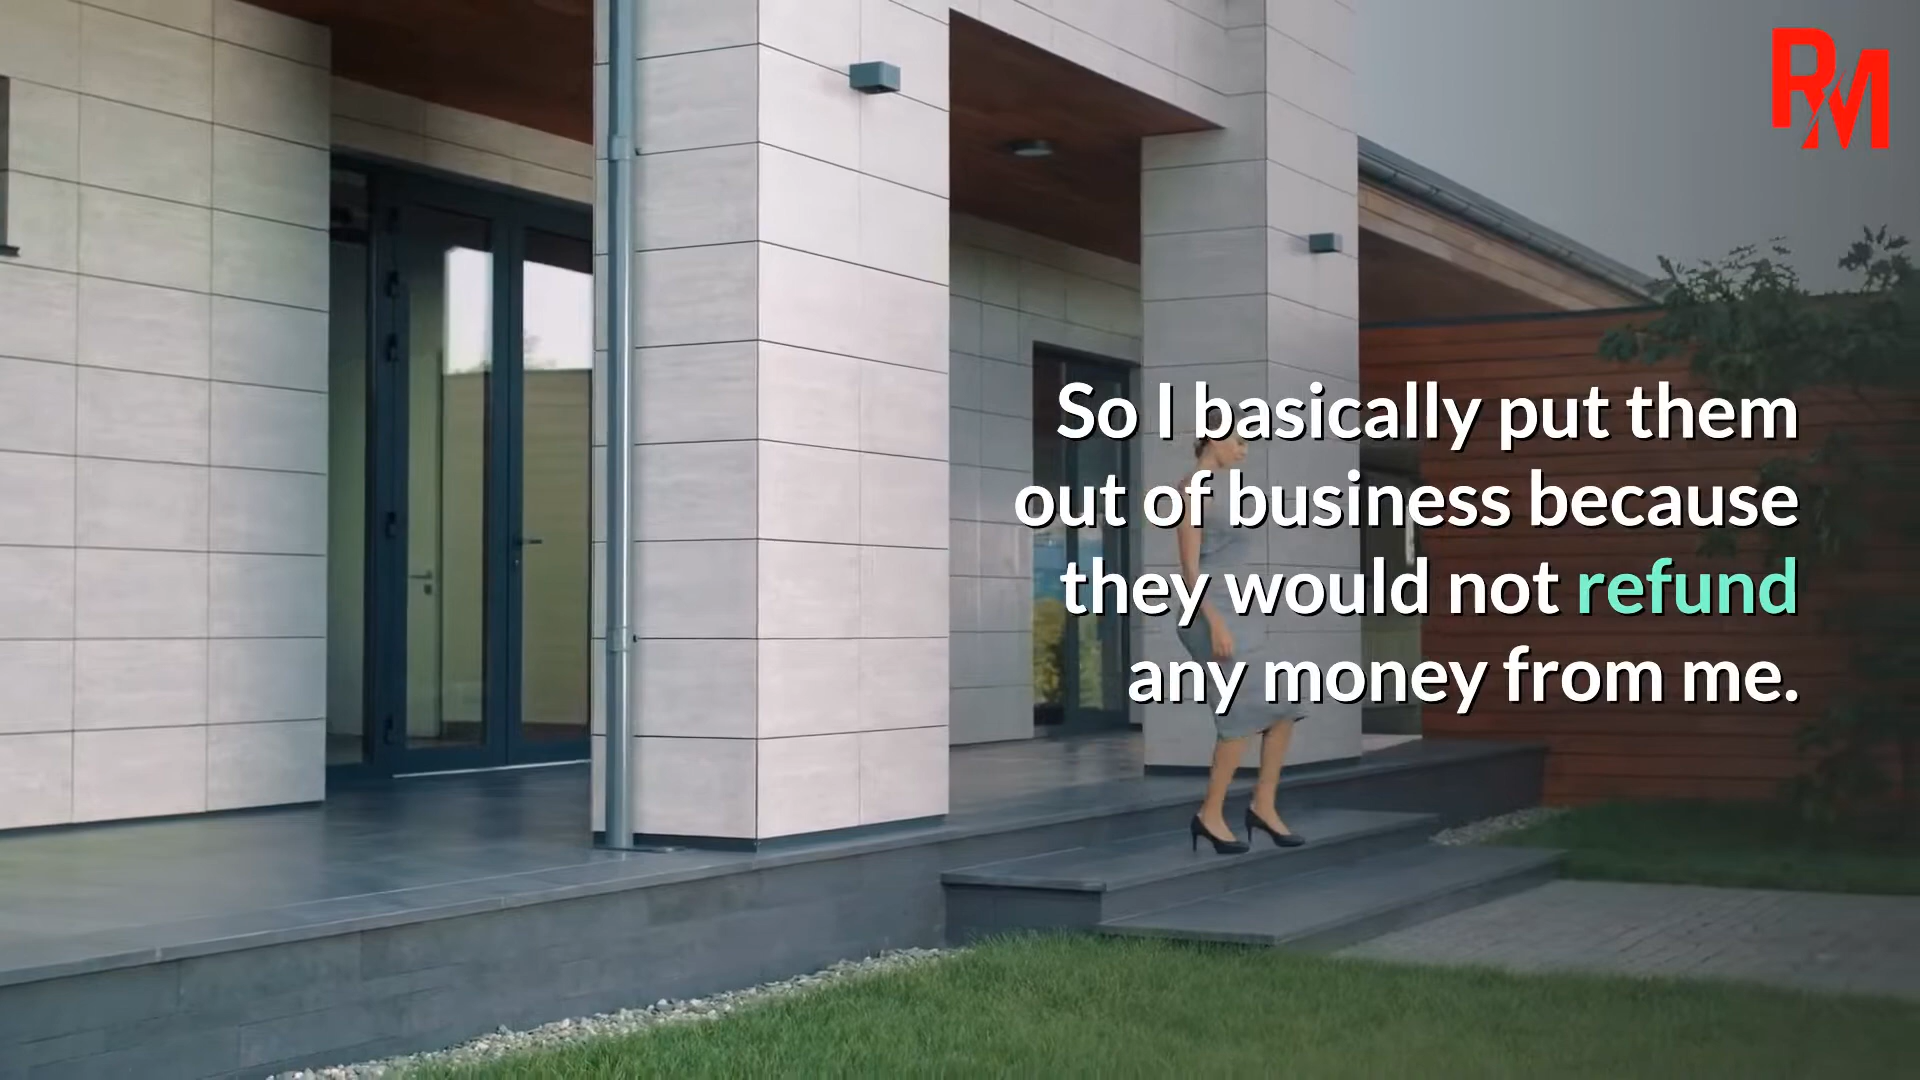 RM
So I basically put them
out of business because
they would not refund
any money from me.